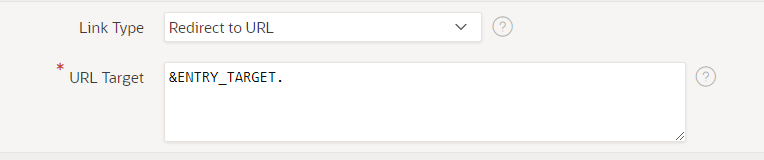 Link Type Redirect to URL ?
* URL Target &ENTRY_TARGET. ?